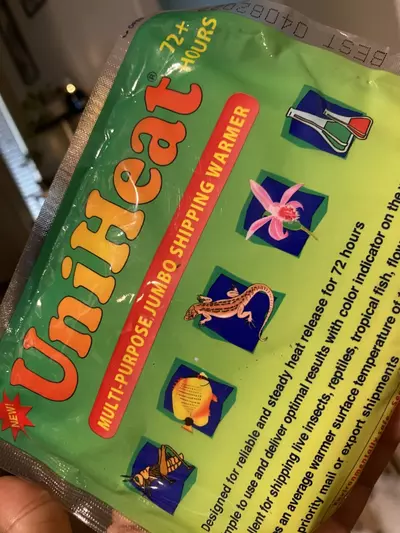 BEST 0408
72+
HOURS
UniHeat®
MULTI-PURPOSE JUMBO SHIPPING WARMER
NEW!
Designed for reliable and steady heat release for 72 hours
mple to use and deliver optimal results with color indicator on the
llent for shipping live insects, reptiles, tropical fish, flow
s an average warmer surface temperature of
priority mail or export shipments